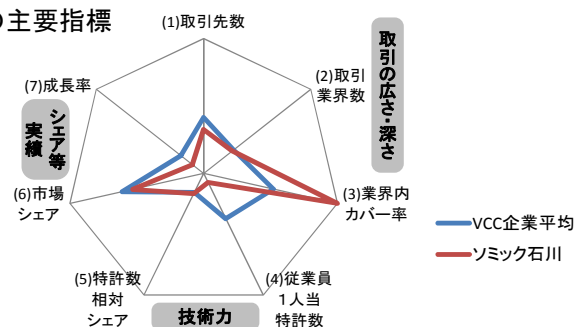 の主要指標
(1)取引先数
(2)取引
業界数
取引の広さ・深さ
(3)業界内
カバー率
(4)従業員
１人当
特許数
技術力
(5)特許数
相対
シェア
(6)市場
シェア
シェア等
実績
(7)成長率
VCC企業平均
ソミック石川